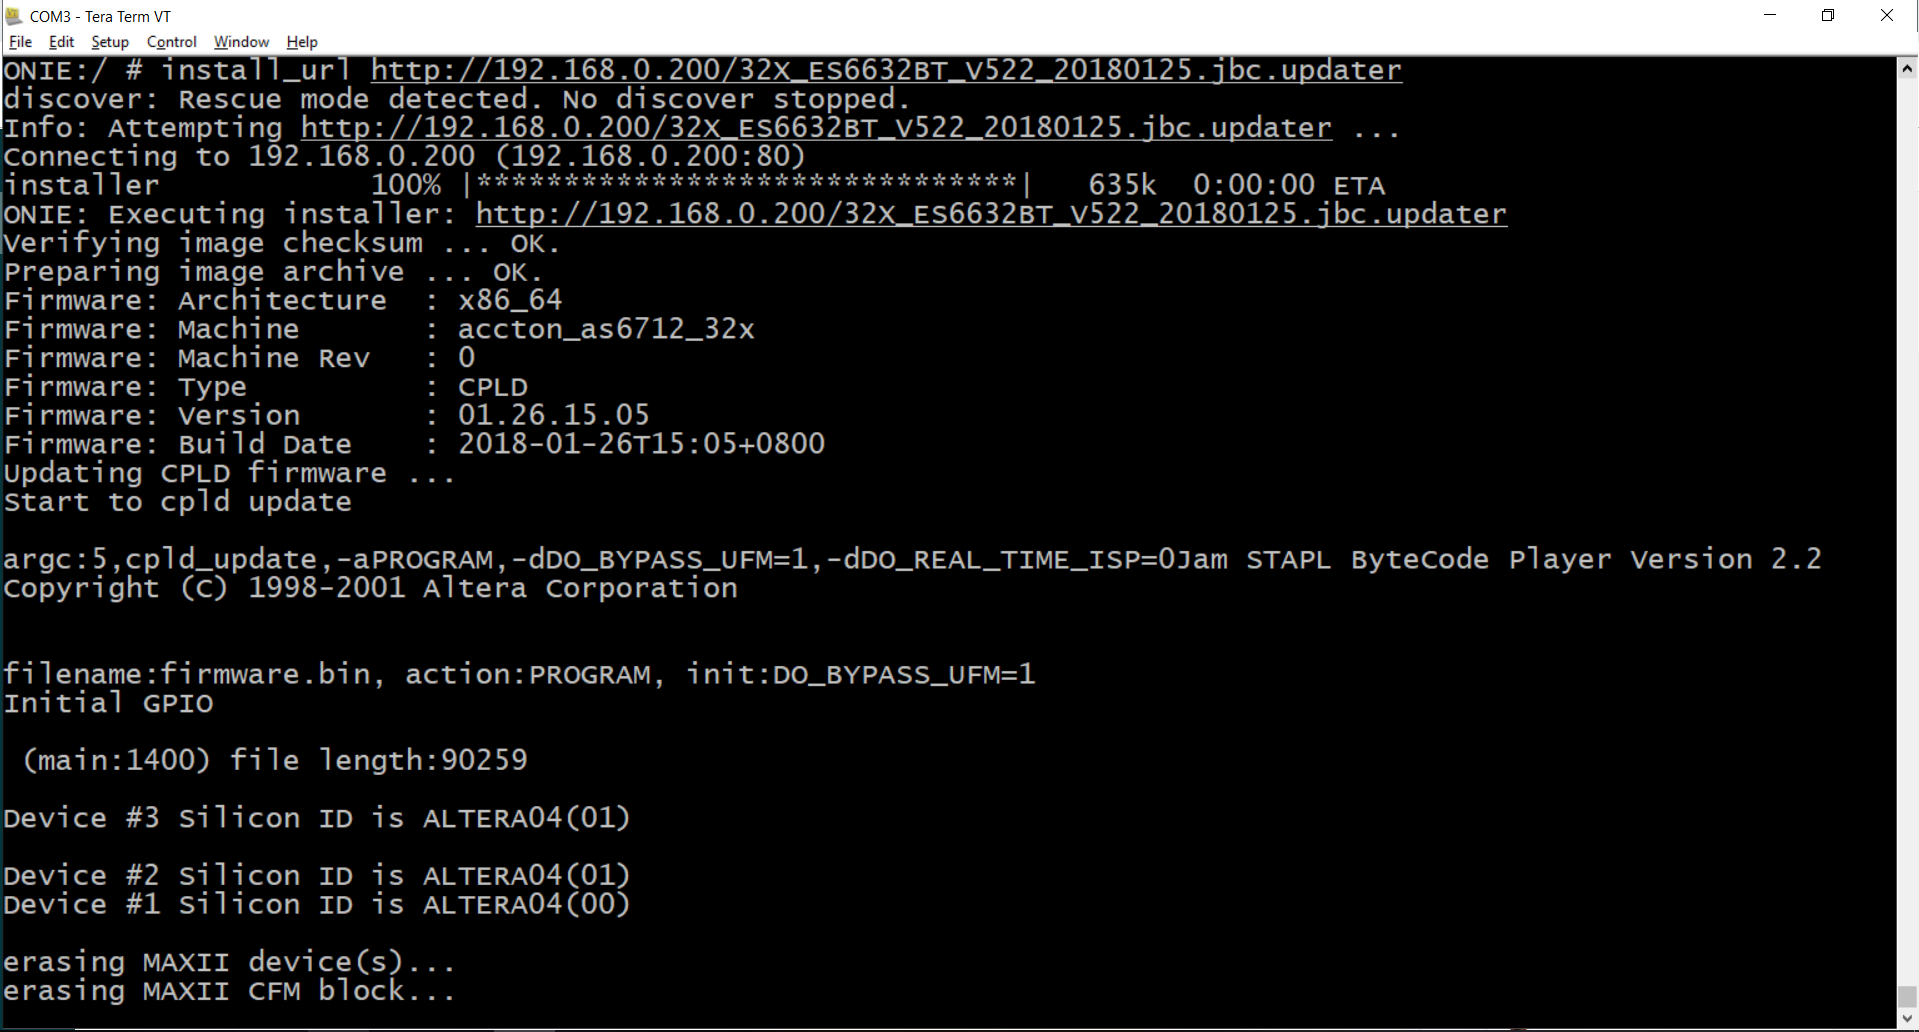 COM3 - Tera Term VT
File Edit Setup Control Window Help
ONIE:/ # install_url http://192.168.0.200/32X_ES6632BT_V522_20180125.jbc.updater
discover: Rescue mode detected. No discover stopped.
Info: Attempting http://192.168.0.200/32X_ES6632BT_V522_20180125.jbc.updater ...
Connecting to 192.168.0.200 (192.168.0.200:80)
installer            100% |*******************************|   635k  0:00:00 ETA
ONIE: Executing installer: http://192.168.0.200/32X_ES6632BT_V522_20180125.jbc.updater
Verifying image checksum ... OK.
Preparing image archive ... OK.
Firmware: Architecture  : x86_64
Firmware: Machine       : accton_as6712_32x
Firmware: Machine Rev   : 0
Firmware: Type          : CPLD
Firmware: Version       : 01.26.15.05
Firmware: Build Date    : 2018-01-26T15:05+0800
Updating CPLD firmware ...
Start to cpld update
argc:5,cpld_update,-aPROGRAM,-dDO_BYPASS_UFM=1,-dDO_REAL_TIME_ISP=0Jam STAPL ByteCode Player Version 2.2
Copyright (C) 1998-2001 Altera Corporation
filename:firmware.bin, action:PROGRAM, init:DO_BYPASS_UFM=1
Initial GPIO
(main:1400) file length:90259
Device #3 Silicon ID is ALTERA04(01)
Device #2 Silicon ID is ALTERA04(01)
Device #1 Silicon ID is ALTERA04(00)
erasing MAXII device(s)...
erasing MAXII CFM block...